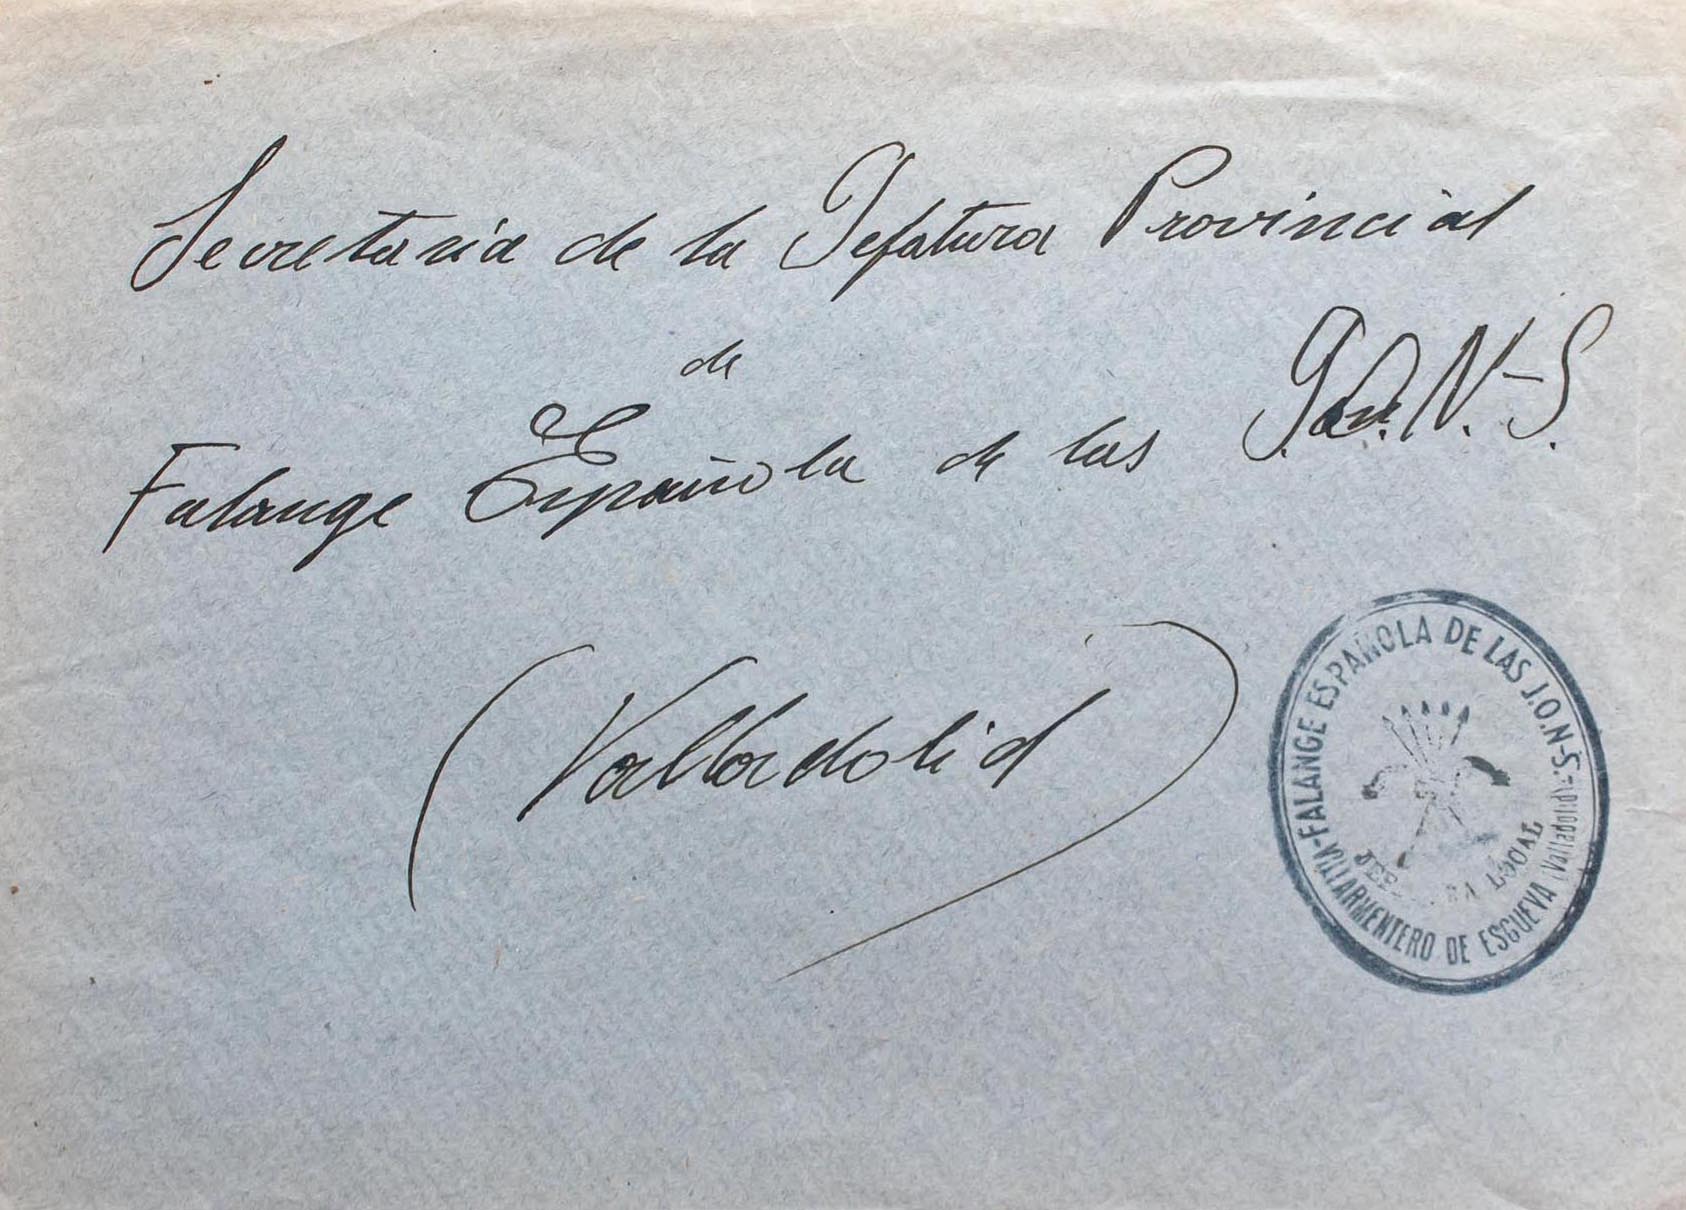 Secretaria de la Jefatura Provincial
de
Falange Española de las J.O.N.-S.
(Valladolid)
FALANGE ESPAÑOLA DE LAS J.O.N-S.-
VILLARMENTERO DE ESGUEVA (Valladolid)-
LOCAL